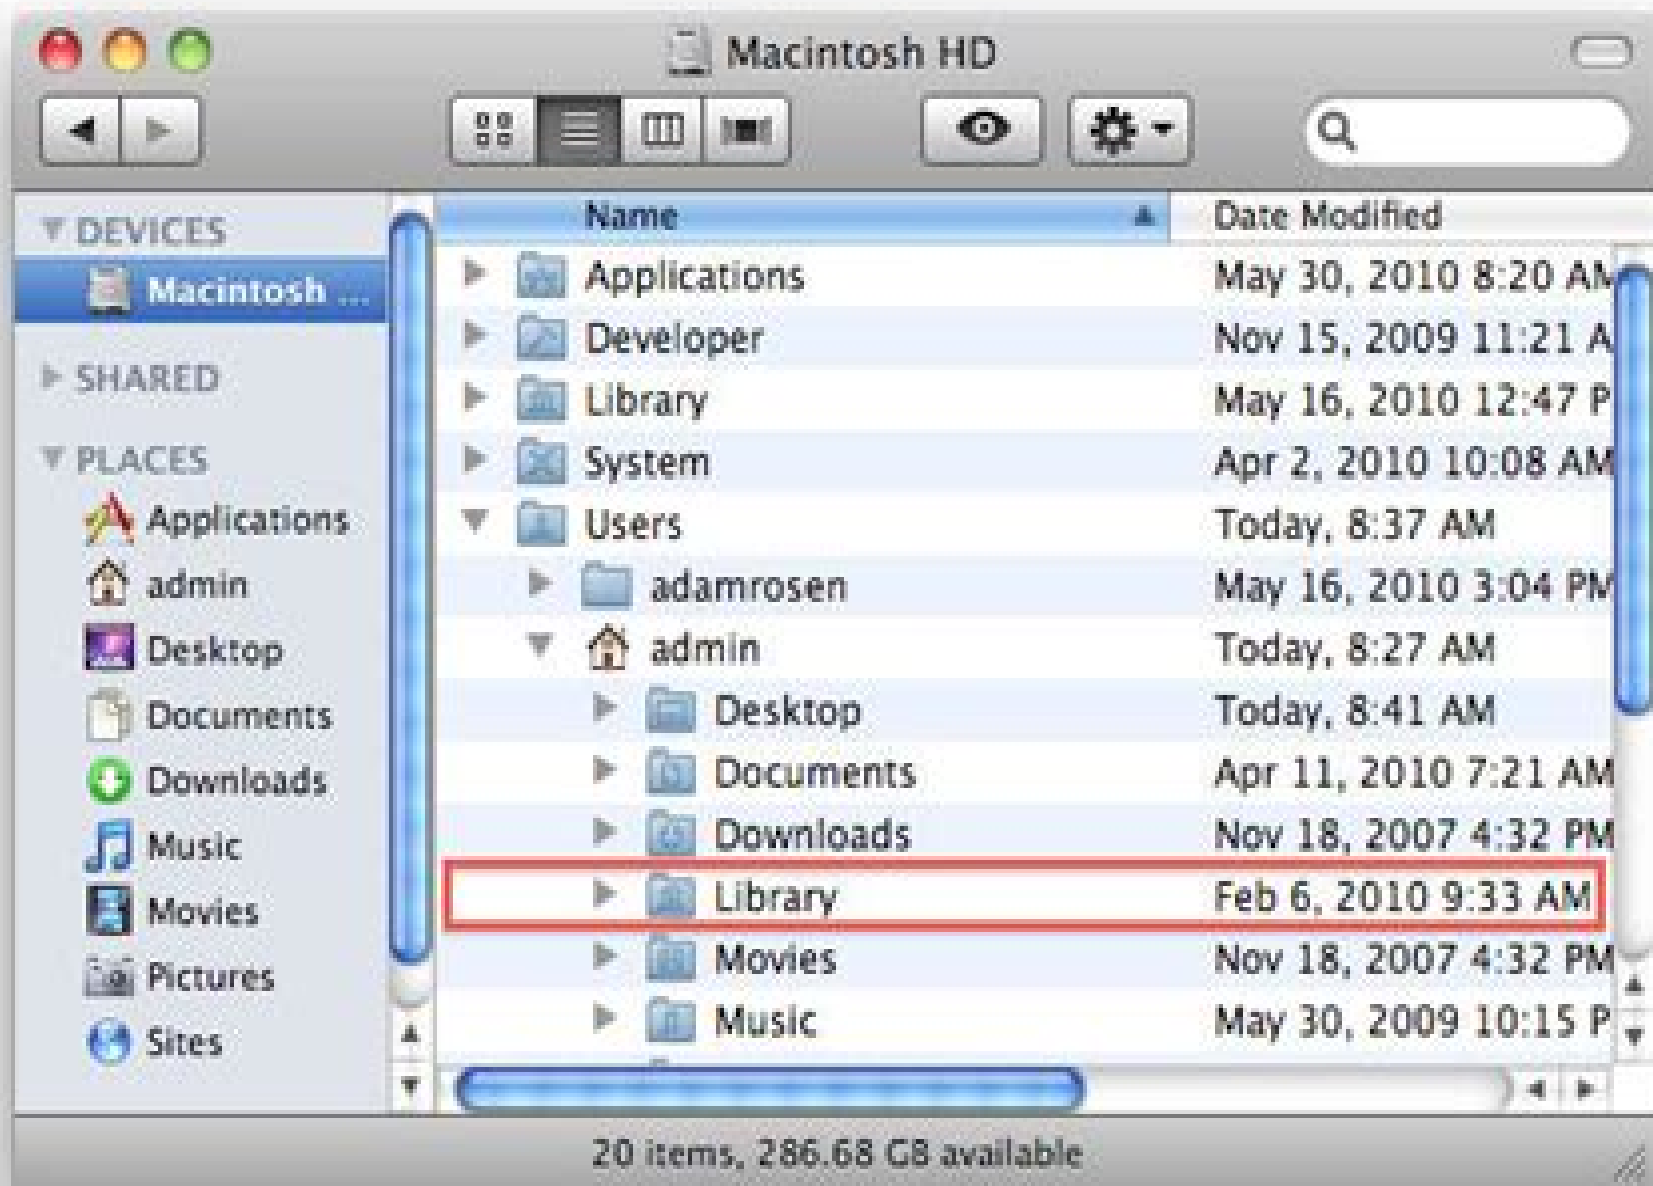 Macintosh HD
DEVICES
Macintosh ...
SHARED
PLACES
Applications
admin
Desktop
Documents
Downloads
Music
Movies
Pictures
Sites
Name Date Modified
Applications May 30, 2010 8:20 AM
Developer Nov 15, 2009 11:21 A
Library May 16, 2010 12:47 P
System Apr 2, 2010 10:08 AM
Users Today, 8:37 AM
adamrosen May 16, 2010 3:04 PM
admin Today, 8:27 AM
Desktop Today, 8:41 AM
Documents Apr 11, 2010 7:21 AM
Downloads Nov 18, 2007 4:32 PM
Library Feb 6, 2010 9:33 AM
Movies Nov 18, 2007 4:32 PM
Music May 30, 2009 10:15 P
20 items, 286.68 GB available